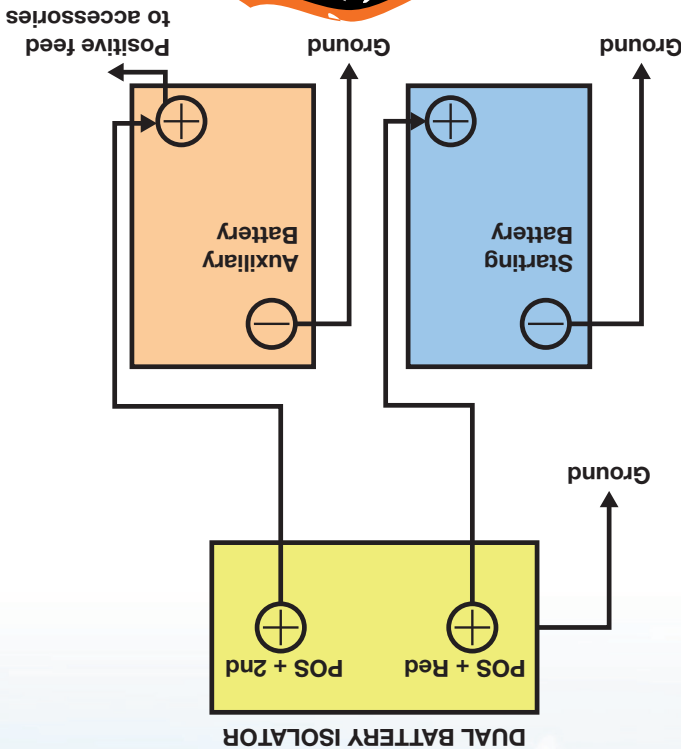 DUAL BATTERY ISOLATOR
POS + Red
POS + 2nd
Ground
Starting
Battery
Auxiliary
Battery
Ground
Ground
Positive feed
to accessories